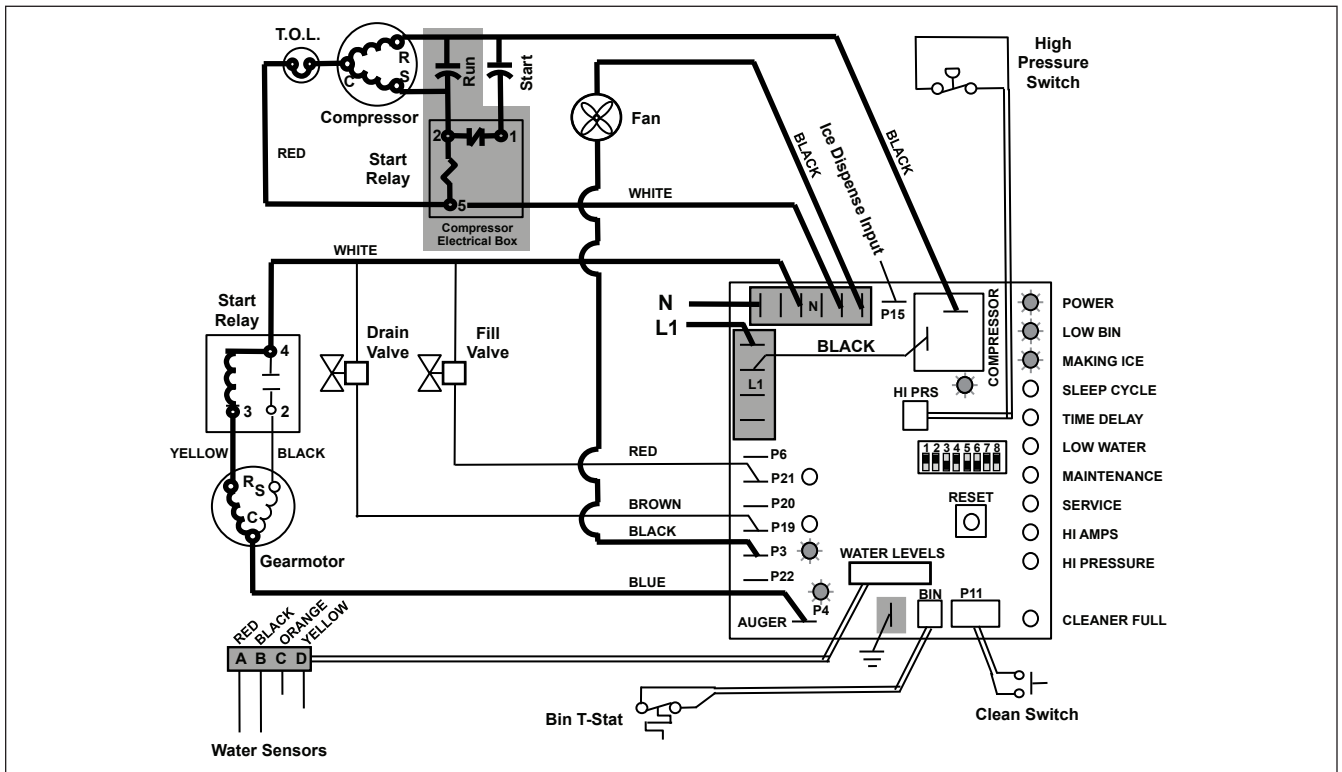 T.O.L.
R
C
S
Compressor
Run
Start
2
1
5
Start
Relay
Compressor
Electrical Box
RED
WHITE
Fan
BLACK
Ice Dispense Input
BLACK
High
Pressure
Switch
WHITE
Start
Relay
4
3
2
YELLOW
BLACK
R
S
C
Gearmotor
Drain
Valve
Fill
Valve
N
L1
N
L1
BLACK
P15
COMPRESSOR
HI PRS
1 2 3 4 5 6 7 8
RESET
POWER
LOW BIN
MAKING ICE
SLEEP CYCLE
TIME DELAY
LOW WATER
MAINTENANCE
SERVICE
HI AMPS
HI PRESSURE
CLEANER FULL
RED
BROWN
BLACK
BLUE
P6
P21
P20
P19
P3
P22
P4
AUGER
WATER LEVELS
BIN
P11
RED
BLACK
ORANGE
YELLOW
A B C D
Water Sensors
Bin T-Stat
Clean Switch